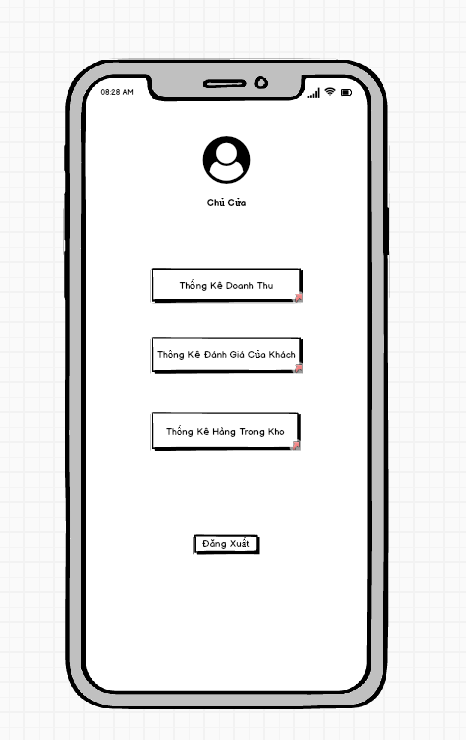 08:28 AM
Chủ Cửa
Thống Kê Doanh Thu
Thông Kê Đánh Giá Của Khách
Thống Kê Hàng Trong Kho
Đăng Xuất